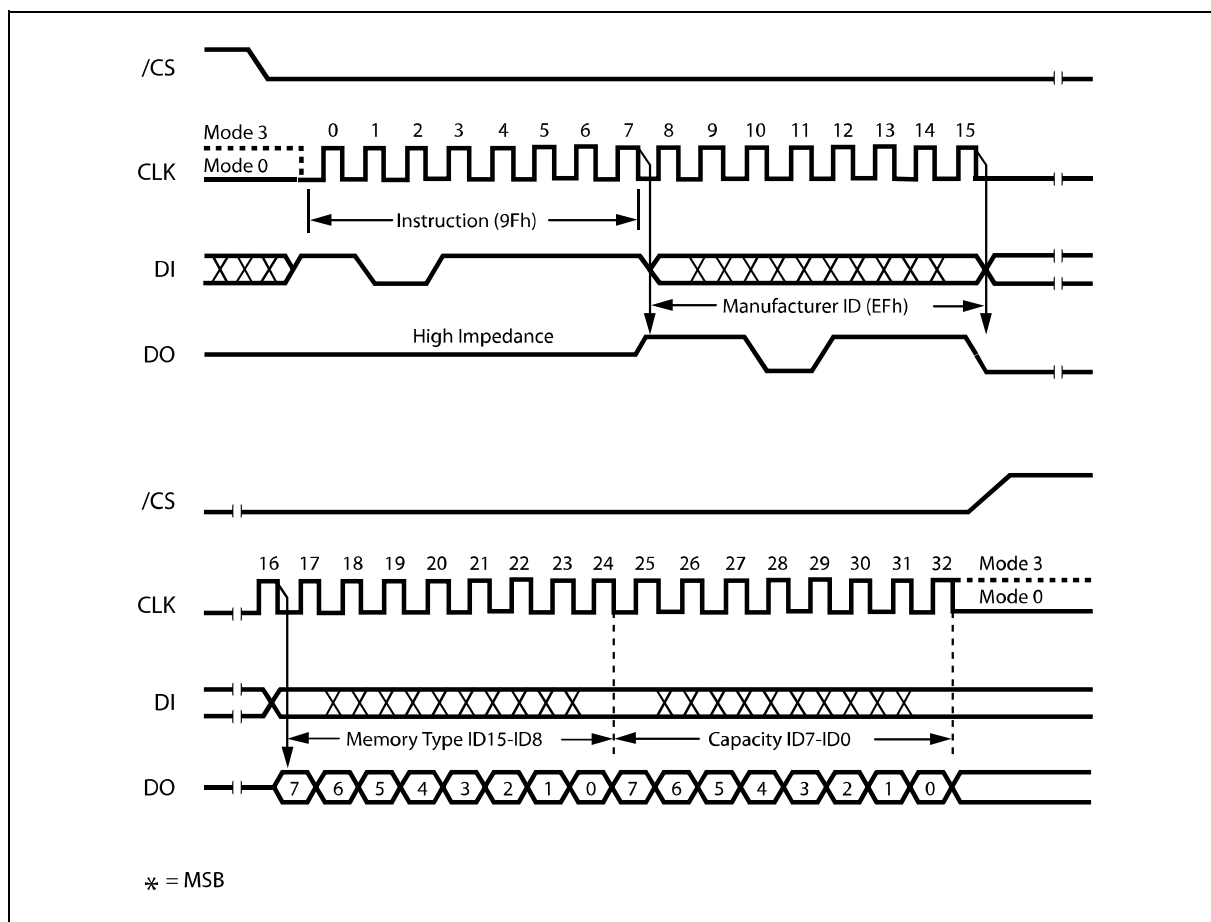 /CS
Mode 3
0 1 2 3 4 5 6 7 8 9 10 11 12 13 14 15
Mode 0
CLK
Instruction (9Fh)
DI
Manufacturer ID (EFh)
High Impedance
DO
/CS
16 17 18 19 20 21 22 23 24 25 26 27 28 29 30 31 32
Mode 3
CLK
Mode 0
DI
Memory Type ID15-ID8
Capacity ID7-ID0
DO
7 6 5 4 3 2 1 0 7 6 5 4 3 2 1 0
* = MSB